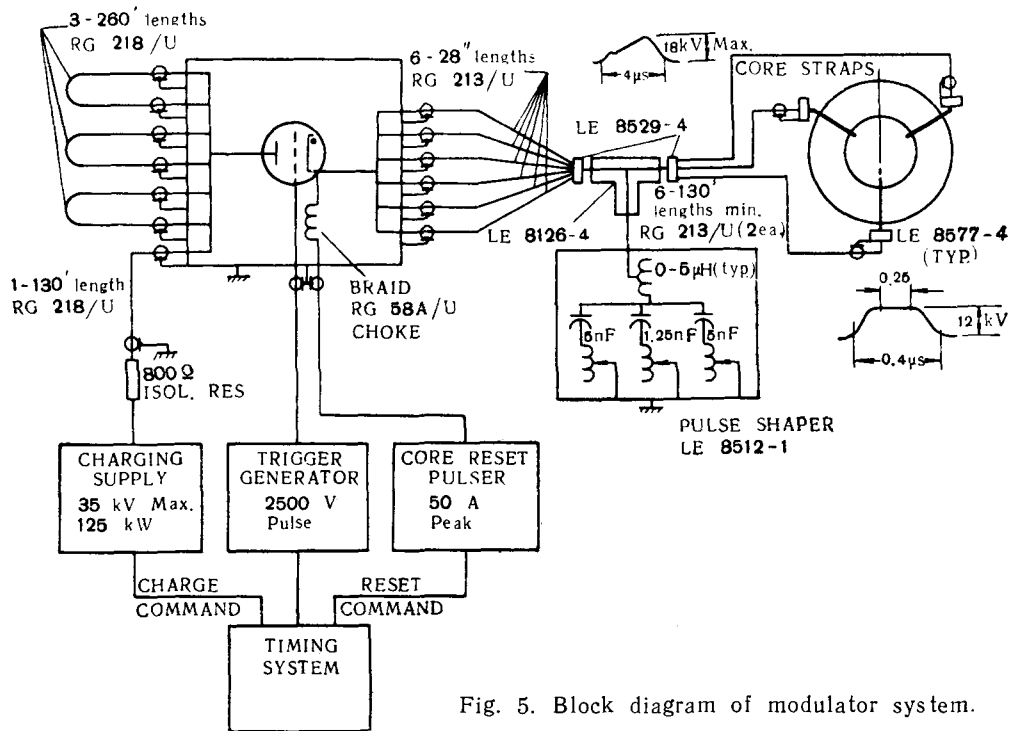 3-260' lengths
RG 218/U
6-28" lengths
RG 213/U
18kV Max.
4μs
CORE STRAPS
LE 8529-4
LE 8126-4
6-130'
lengths min.
RG 213/U(2ea.)
LE 8577-4
(TYP.)
0.25
12 kV
0.4μs
1-130' length
RG 218/U
BRAID
RG 58A/U
CHOKE
0-5μH(typ.)
5nF
1.25nF
5nF
800Ω
ISOL. RES
PULSE SHAPER
LE 8512-1
CHARGING
SUPPLY
35 kV Max.
125 kW
TRIGGER
GENERATOR
2500 V
Pulse
CORE RESET
PULSER
50 A
Peak
CHARGE
COMMAND
RESET
COMMAND
TIMING
SYSTEM
Fig. 5. Block diagram of modulator system.